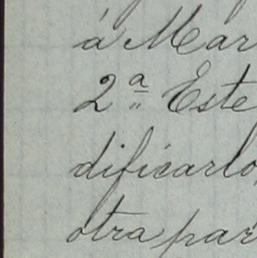 á Mar
2ª Este
dificarlo
otra par